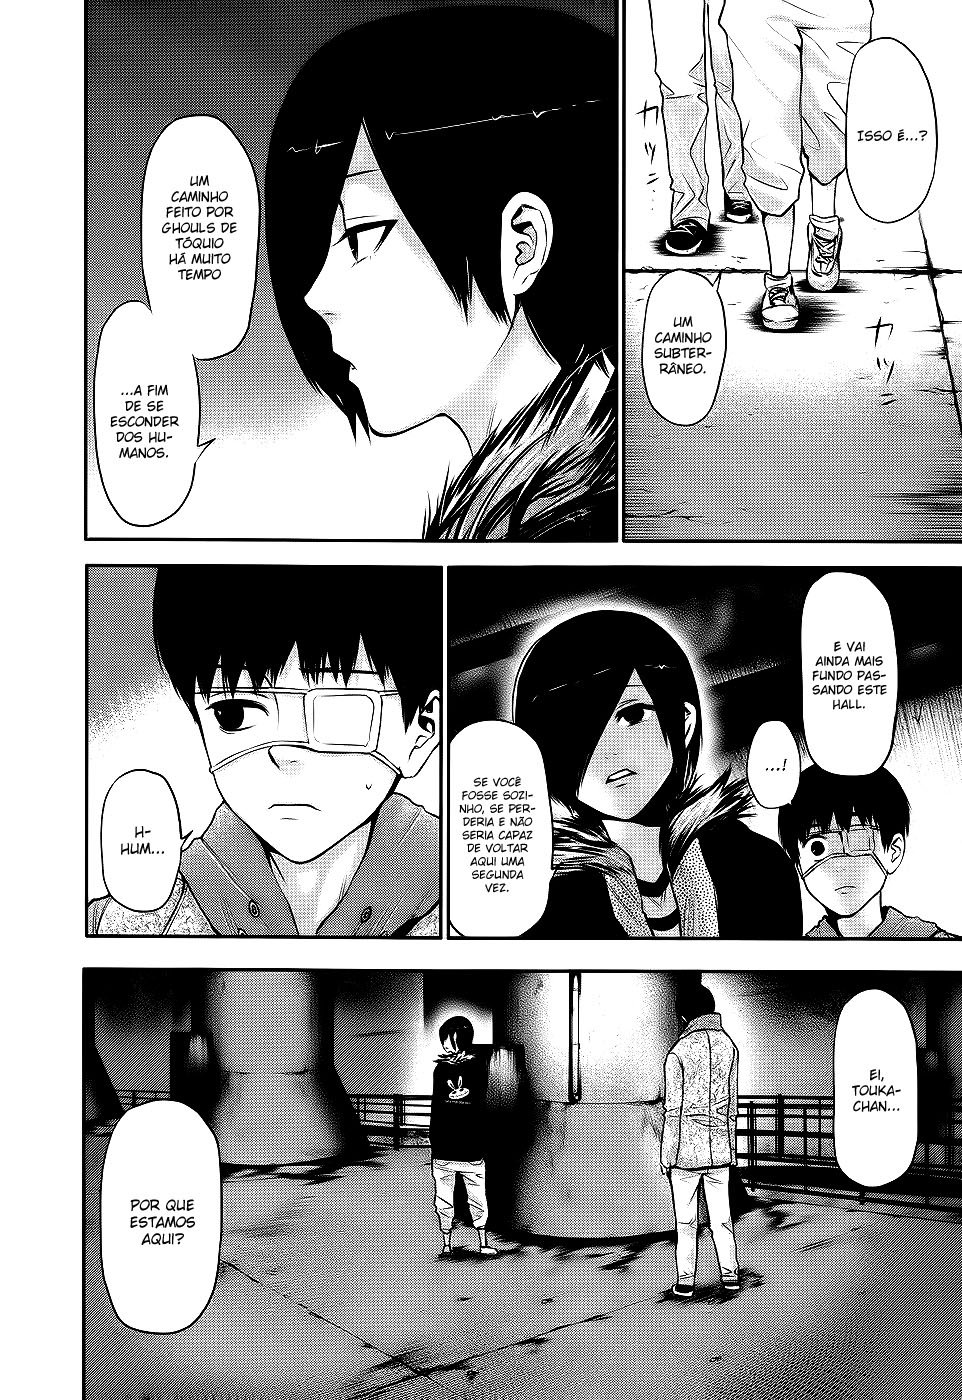 ISSO É...?
UM
CAMINHO
SUBTER-
RÂNEO.
UM
CAMINHO
FEITO POR
GHOULS DE
TÓQUIO
HÁ MUITO
TEMPO
...A FIM
DE SE
ESCONDER
DOS HU-
MANOS.
E VAI
AINDA MAIS
FUNDO PAS-
SANDO ESTE
HALL.
...!
SE VOCÊ
FOSSE SOZI-
NHO, SE PER-
DERIA E NÃO
SERIA CAPAZ
DE VOLTAR
AQUI UMA
SEGUNDA
VEZ.
H-
HUM...
EI,
TOUKA-
CHAN...
POR QUE
ESTAMOS
AQUI?